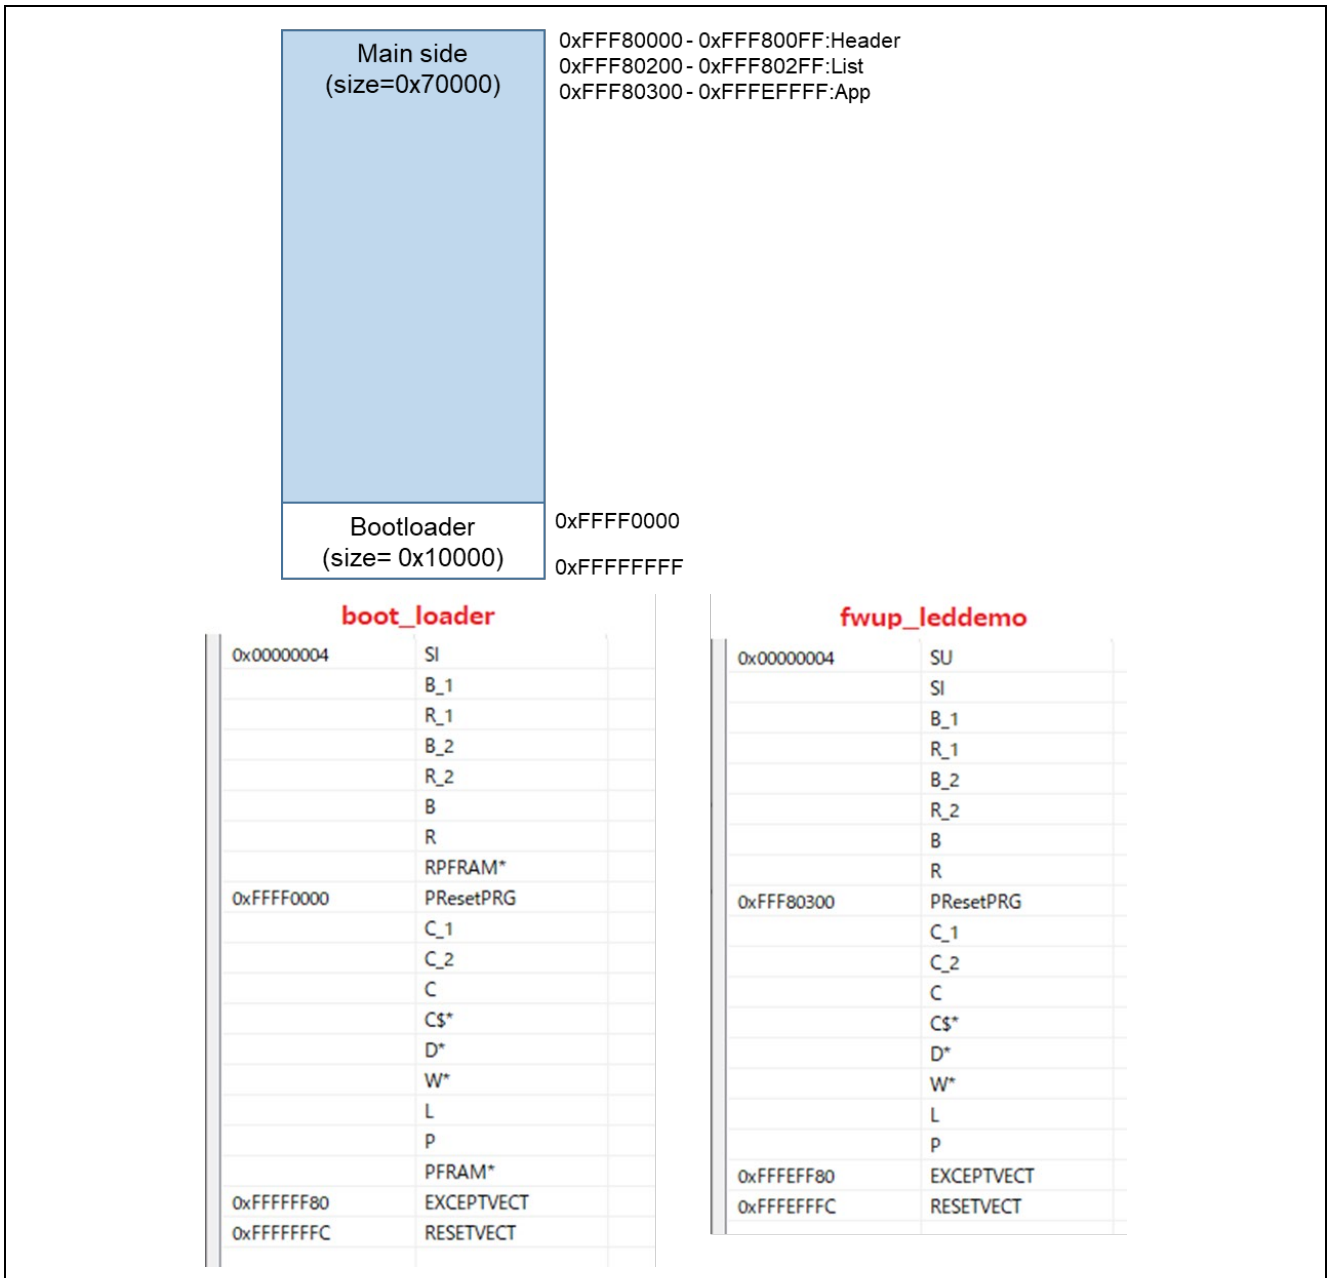 Main side
(size=0x70000)
0xFFF80000 - 0xFFF800FF:Header
0xFFF80200 - 0xFFF802FF:List
0xFFF80300 - 0xFFFEFFFF:App
Bootloader
(size= 0x10000)
0xFFFF0000
0xFFFFFFFF
boot_loader
0x00000004 SI
B_1
R_1
B_2
R_2
B
R
RPFRAM*
0xFFFF0000 PResetPRG
C_1
C_2
C
C$*
D*
W*
L
P
PFRAM*
0xFFFFFF80 EXCEPTVECT
0xFFFFFFFC RESETVECT
fwup_leddemo
0x00000004 SU
SI
B_1
R_1
B_2
R_2
B
R
0xFFF80300 PResetPRG
C_1
C_2
C
C$*
D*
W*
L
P
0xFFFEFF80 EXCEPTVECT
0xFFFEFFFC RESETVECT